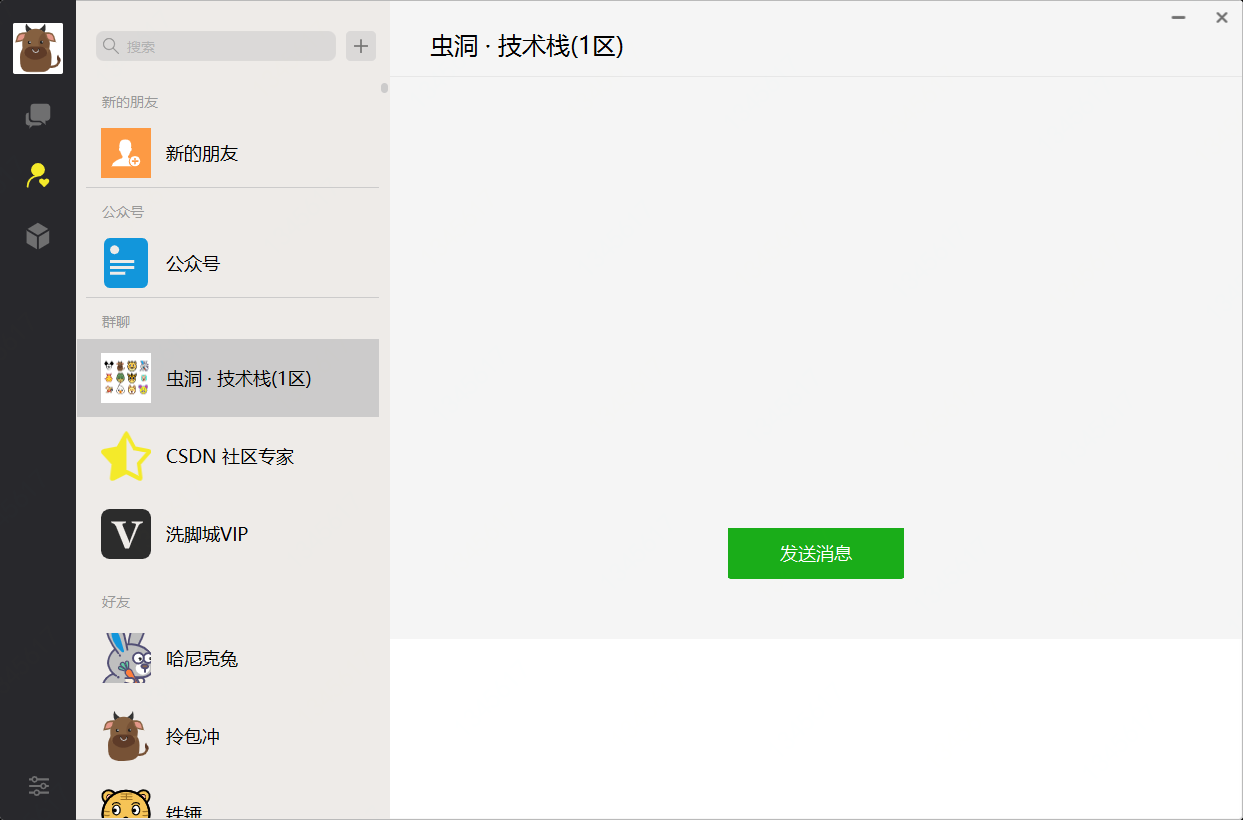 搜索
虫洞 · 技术栈(1区)
新的朋友
新的朋友
公众号
公众号
群聊
虫洞 · 技术栈(1区)
CSDN 社区专家
V
洗脚城VIP
发送消息
好友
哈尼克兔
拎包冲
铁锤